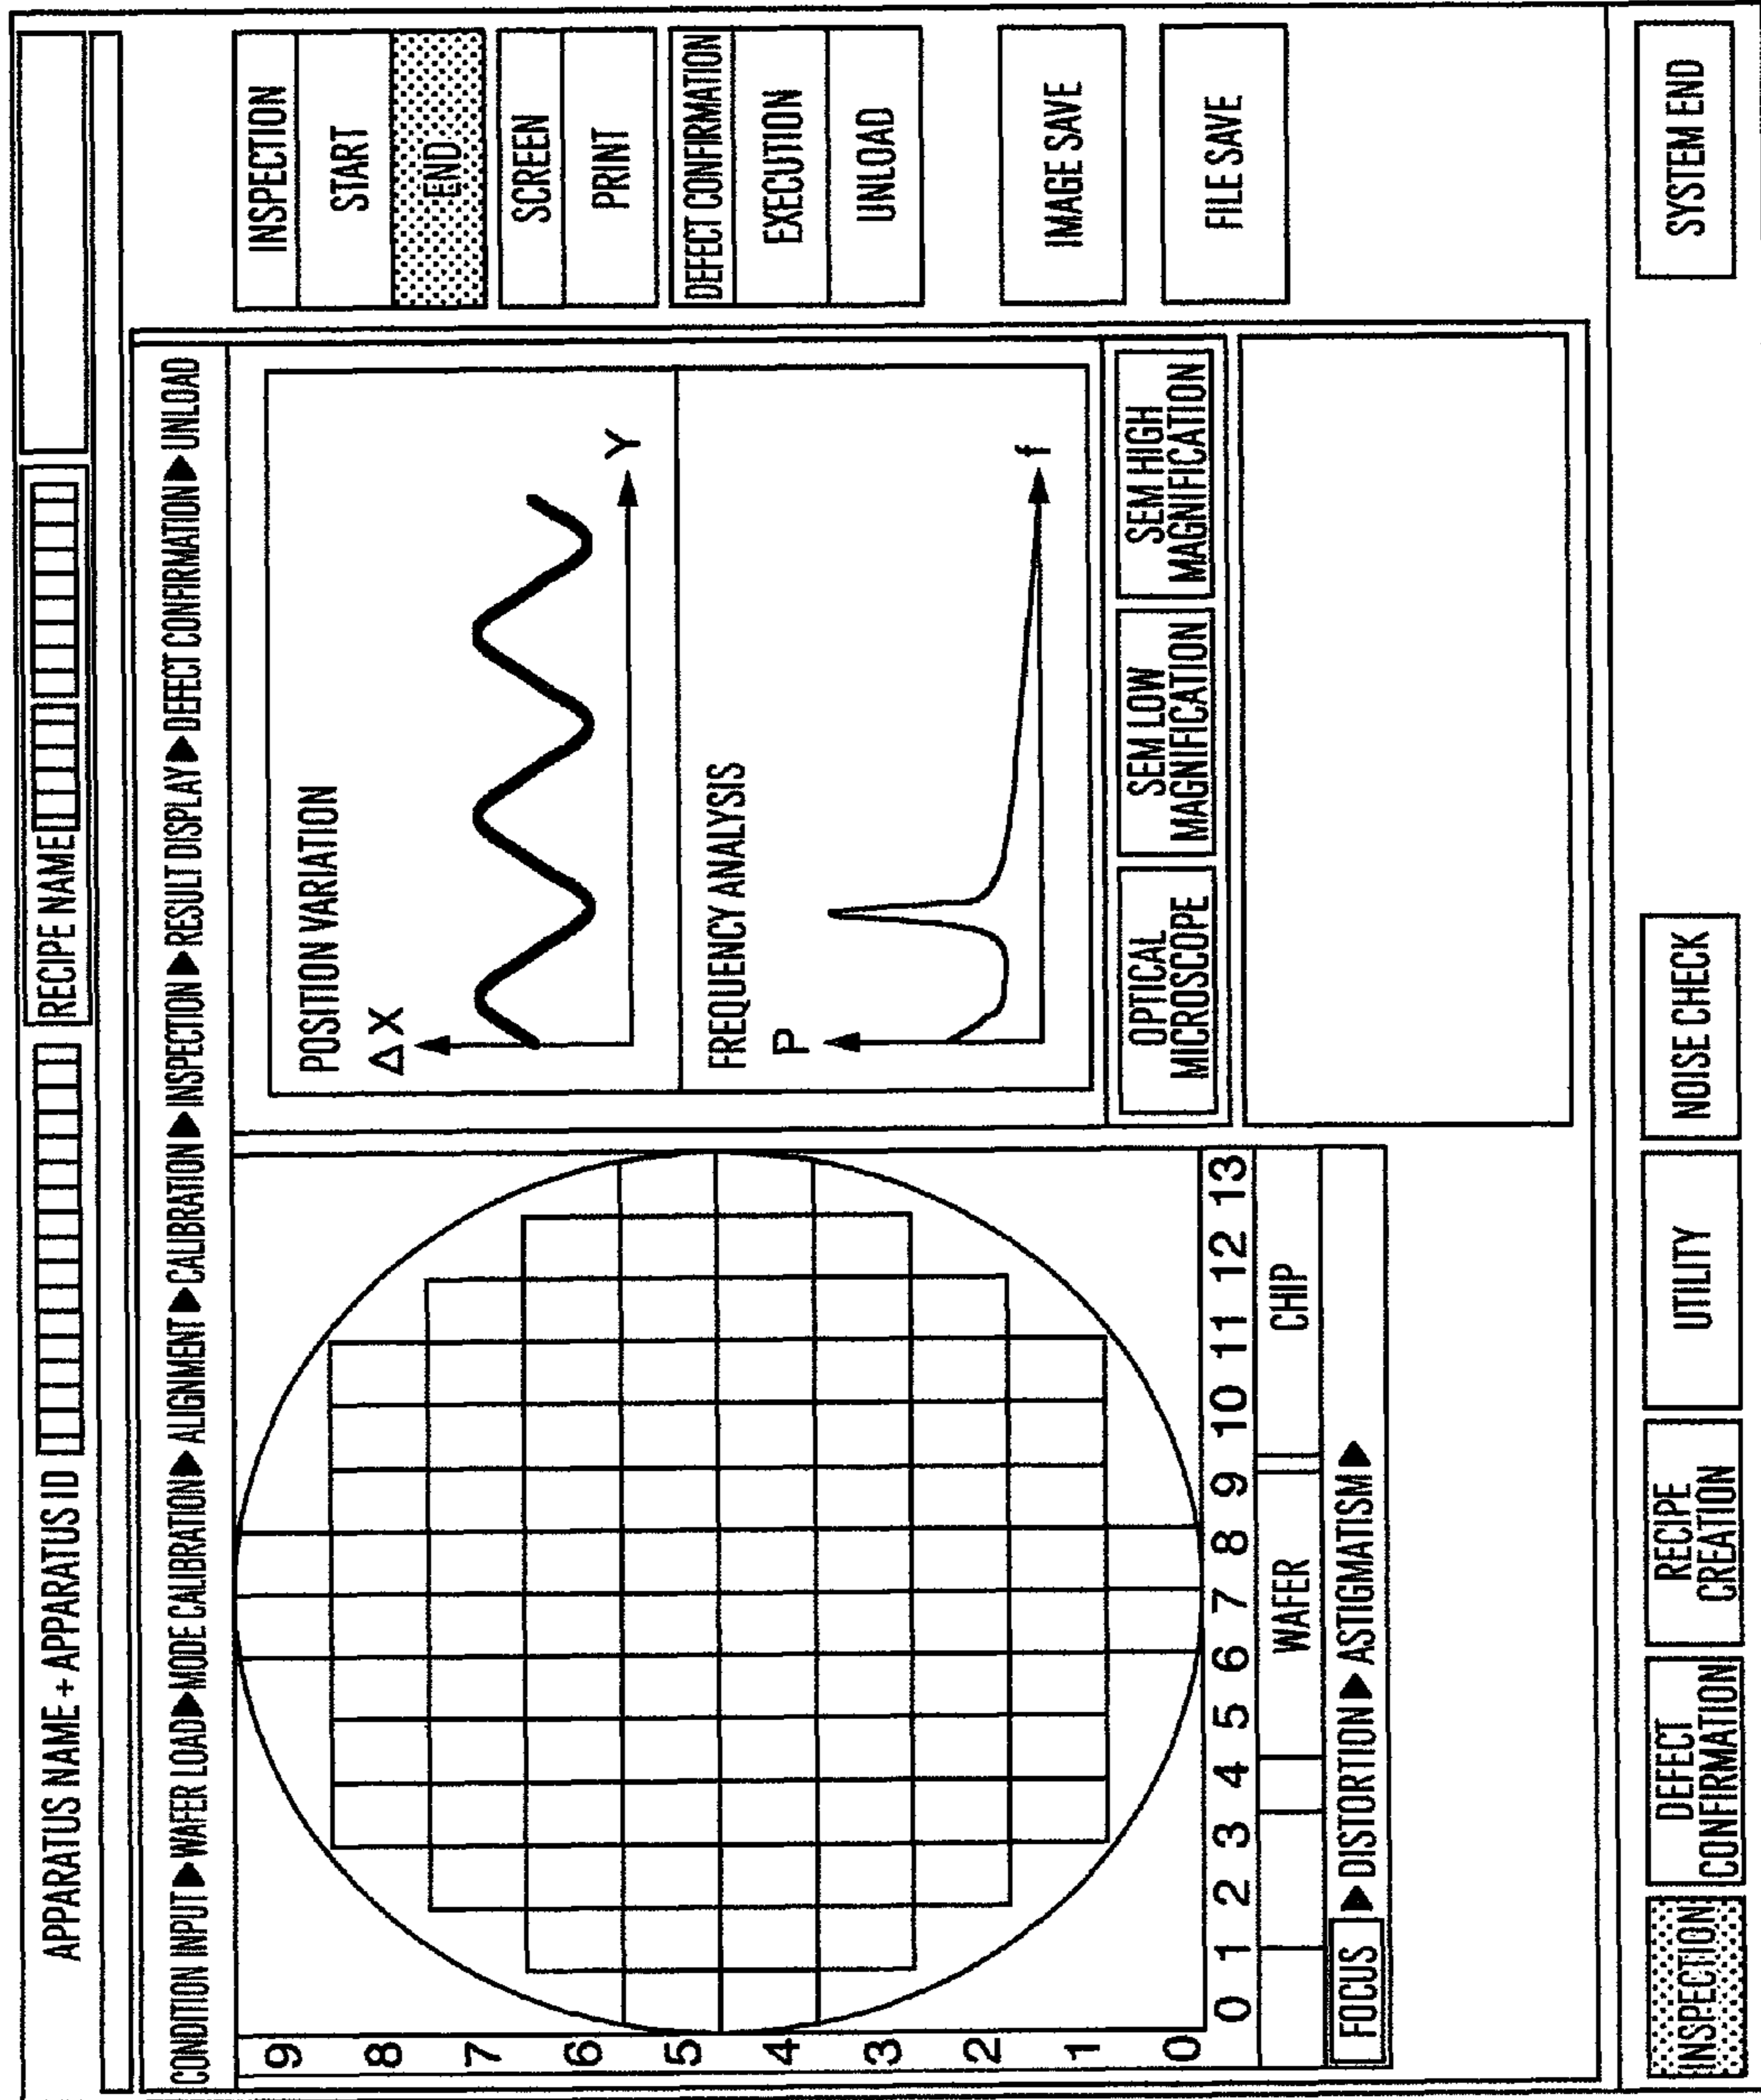 APPARATUS NAME + APPARATUS ID
RECIPE NAME
CONDITION INPUT▶WAFER LOAD▶MODE CALIBRATION▶ALIGNMENT▶CALIBRATION▶INSPECTION▶RESULT DISPLAY▶DEFECT CONFIRMATION▶UNLOAD
9
8
7
6
5
4
3
2
1
0
0 1 2 3 4 5 6 7 8 9 10 11 12 13
WAFER
CHIP
FOCUS ▶DISTORTION▶ASTIGMATISM▶
POSITION VARIATION
ΔX
Y
FREQUENCY ANALYSIS
P
f
OPTICAL
MICROSCOPE
SEM LOW
MAGNIFICATION
SEM HIGH
MAGNIFICATION
INSPECTION
START
END
SCREEN
PRINT
DEFECT CONFIRMATION
EXECUTION
UNLOAD
IMAGE SAVE
FILE SAVE
INSPECTION
DEFECT
CONFIRMATION
RECIPE
CREATION
UTILITY
NOISE CHECK
SYSTEM END